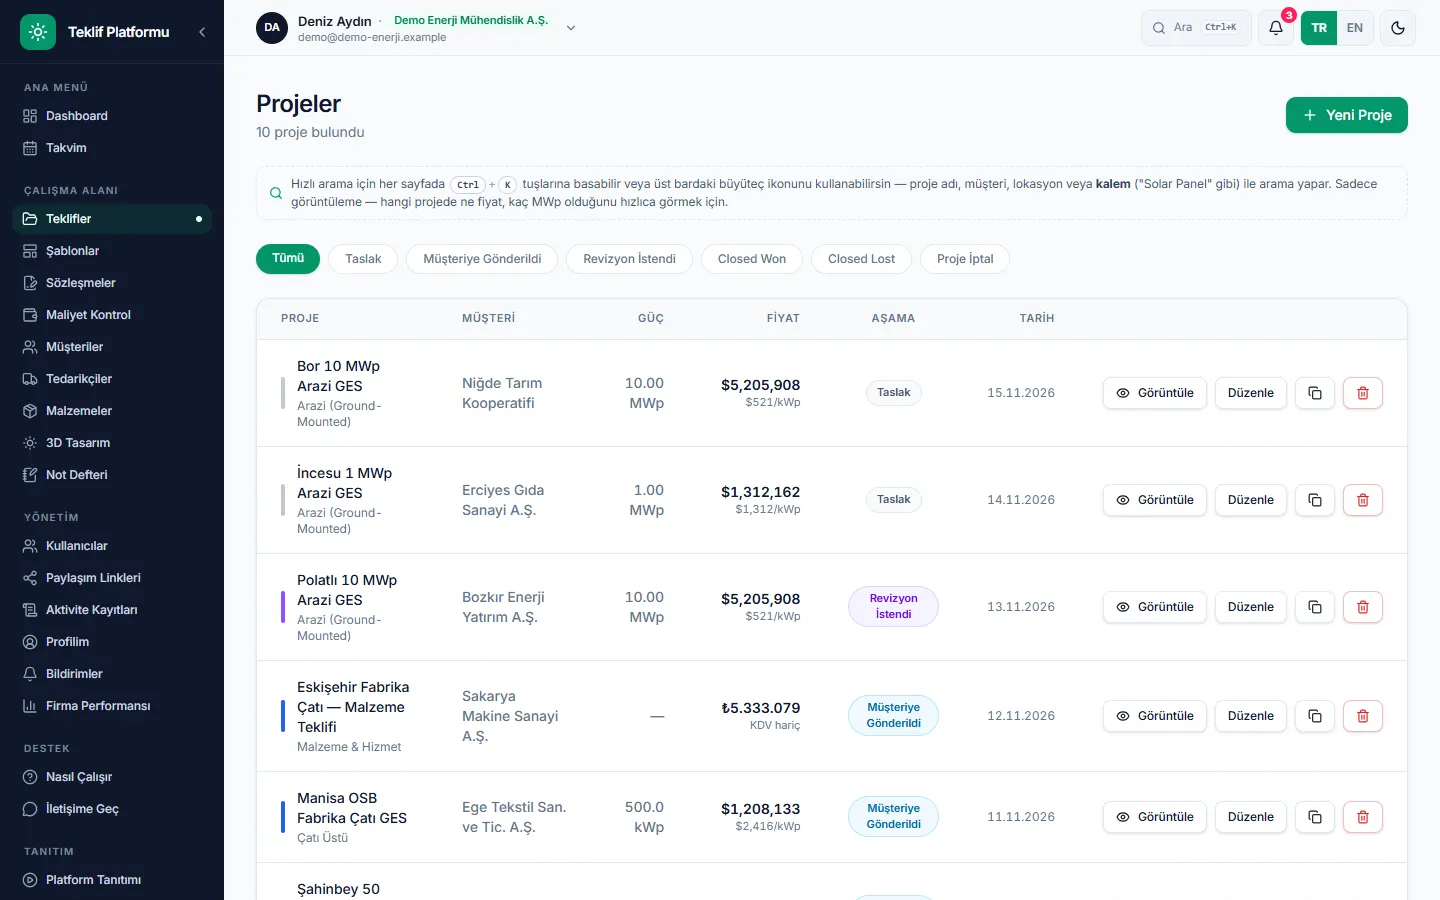 Teklif Platformu
ANA MENÜ
Dashboard
Takvim
ÇALIŞMA ALANI
Teklifler
Şablonlar
Sözleşmeler
Maliyet Kontrol
Müşteriler
Tedarikçiler
Malzemeler
3D Tasarım
Not Defteri
YÖNETİM
Kullanıcılar
Paylaşım Linkleri
Aktivite Kayıtları
Profilim
Bildirimler
Firma Performansı
DESTEK
Nasıl Çalışır
İletişime Geç
TANITIM
Platform Tanıtımı
DA
Deniz Aydın · Demo Enerji Mühendislik A.Ş.
demo@demo-enerji.example
Ara Ctrl+K
3
TR EN
Projeler
10 proje bulundu
+ Yeni Proje
Hızlı arama için her sayfada Ctrl + K tuşlarına basabilir veya üst bardaki büyüteç ikonunu kullanabilirsin — proje adı, müşteri, lokasyon veya kalem ("Solar Panel" gibi) ile arama yapar. Sadece
görüntüleme — hangi projede ne fiyat, kaç MWp olduğunu hızlıca görmek için.
Tümü Taslak Müşteriye Gönderildi Revizyon İstendi Closed Won Closed Lost Proje İptal
PROJE MÜŞTERİ GÜÇ FİYAT AŞAMA TARİH
Bor 10 MWp
Arazi GES
Arazi (Ground-
Mounted)
Niğde Tarım
Kooperatifi
10.00
MWp
$5,205,908
$521/kWp
Taslak
15.11.2026
Görüntüle Düzenle
İncesu 1 MWp
Arazi GES
Arazi (Ground-
Mounted)
Erciyes Gıda
Sanayi A.Ş.
1.00
MWp
$1,312,162
$1,312/kWp
Taslak
14.11.2026
Görüntüle Düzenle
Polatlı 10 MWp
Arazi GES
Arazi (Ground-
Mounted)
Bozkır Enerji
Yatırım A.Ş.
10.00
MWp
$5,205,908
$521/kWp
Revizyon
İstendi
13.11.2026
Görüntüle Düzenle
Eskişehir Fabrika
Çatı — Malzeme
Teklifi
Malzeme & Hizmet
Sakarya
Makine Sanayi
A.Ş.
—
₺5.333.079
KDV hariç
Müşteriye
Gönderildi
12.11.2026
Görüntüle Düzenle
Manisa OSB
Fabrika Çatı GES
Çatı Üstü
Ege Tekstil San.
ve Tic. A.Ş.
500.0
kWp
$1,208,133
$2,416/kWp
Müşteriye
Gönderildi
11.11.2026
Görüntüle Düzenle
Şahinbey 50